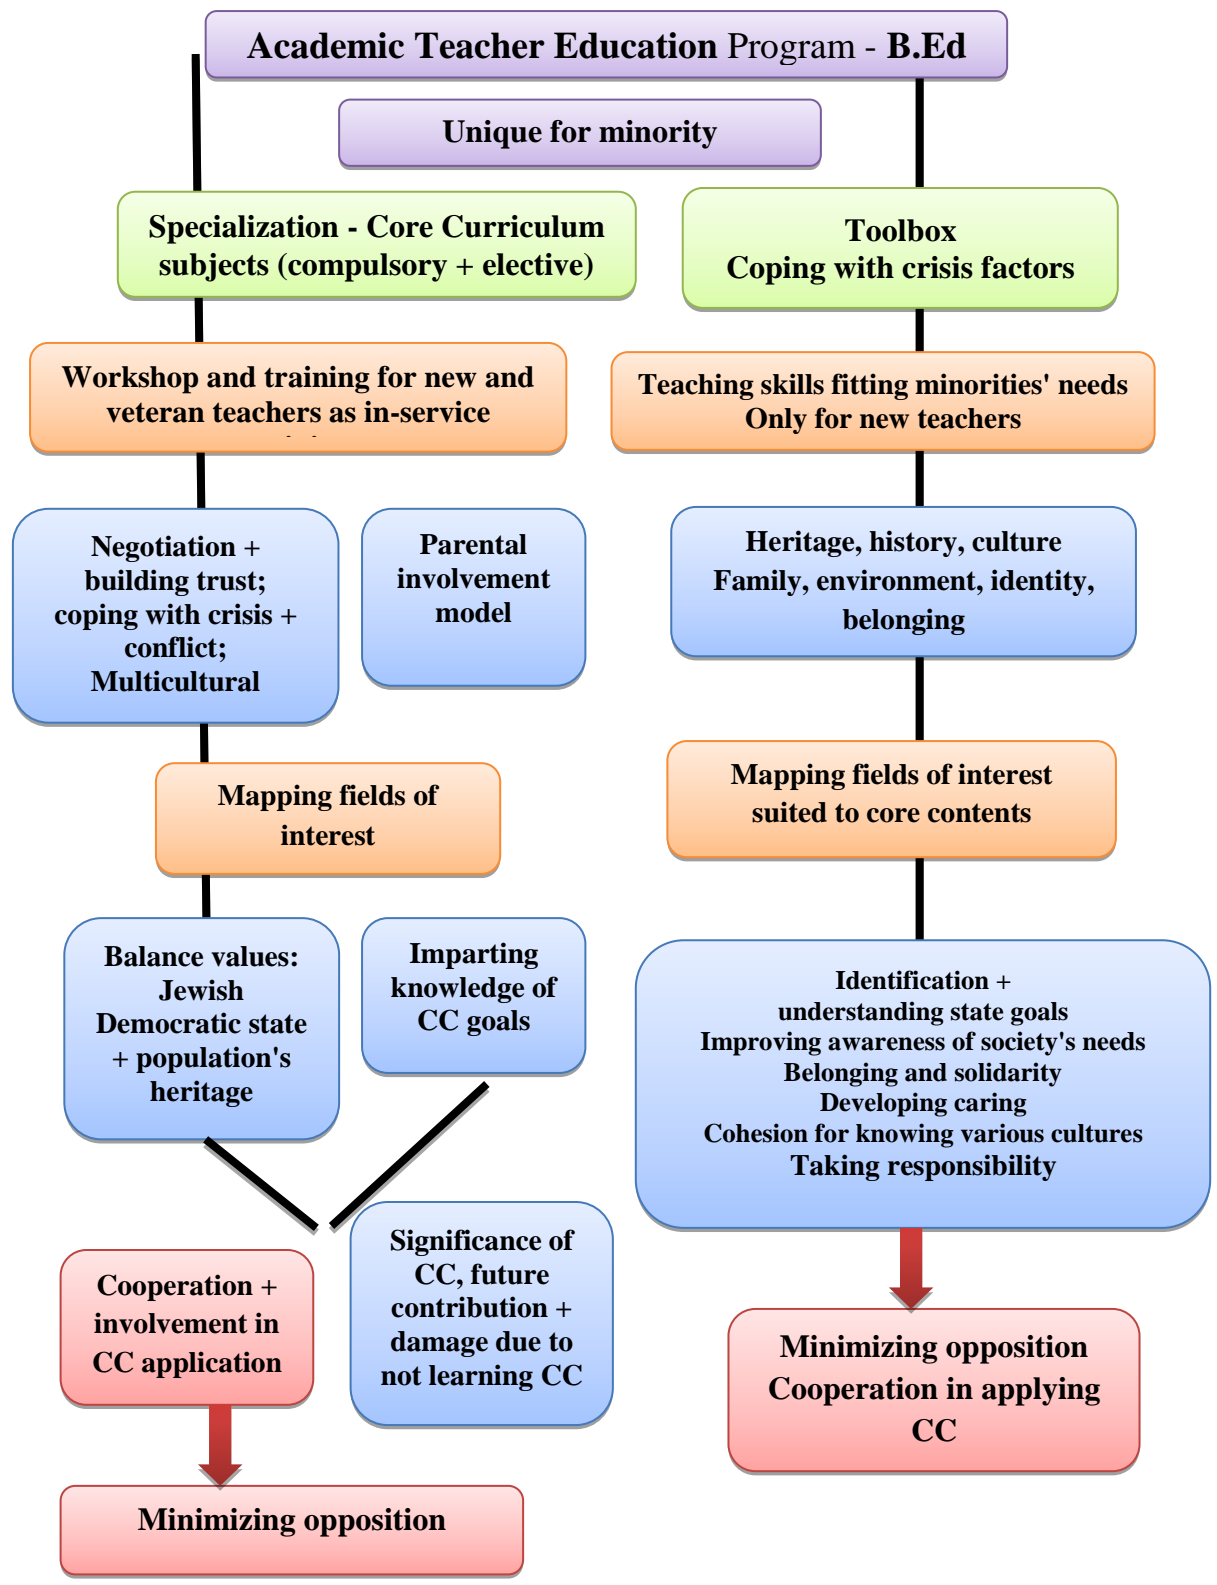 Academic Teacher Education Program - B.Ed
Unique for minority
Specialization - Core Curriculum
subjects (compulsory + elective)
Toolbox
Coping with crisis factors
Workshop and training for new and
veteran teachers as in-service
Teaching skills fitting minorities' needs
Only for new teachers
Negotiation +
building trust;
coping with crisis +
conflict;
Multicultural
Parental
involvement
model
Heritage, history, culture
Family, environment, identity,
belonging
Mapping fields of
interest
Mapping fields of interest
suited to core contents
Balance values:
Jewish
Democratic state
+ population's
heritage
Imparting
knowledge of
CC goals
Identification +
understanding state goals
Improving awareness of society's needs
Belonging and solidarity
Developing caring
Cohesion for knowing various cultures
Taking responsibility
Cooperation +
involvement in
CC application
Significance of
CC, future
contribution +
damage due to
not learning CC
Minimizing opposition
Cooperation in applying
CC
Minimizing opposition